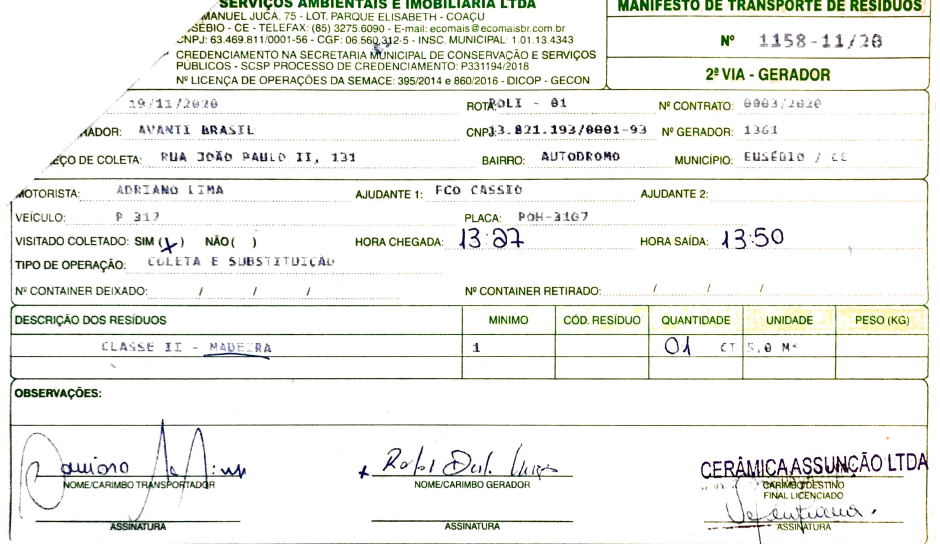 SERVIÇOS AMBIENTAIS E IMOBILIÁRIA LTDA
MANUEL JUCA, 75 - LOT. PARQUE ELISABETH - COAÇU
SÉBIO - CE - TELEFAX: (85) 3275.6090 - E-mail: ecomais@ecomaisbr.com.br
CNPJ: 63.469.811/0001-56 - CGF: 06.560.312-5 - INSC. MUNICIPAL: 1.01.13.4343
CREDENCIAMENTO NA SECRETARIA MUNICIPAL DE CONSERVAÇÃO E SERVIÇOS
PÚBLICOS - SCSP PROCESSO DE CREDENCIAMENTO: P331194/2018
Nº LICENÇA DE OPERAÇÕES DA SEMACE: 395/2014 e 860/2016 - DICOP - GECON
MANIFESTO DE TRANSPORTE DE RESÍDUOS
Nº 1158-11/20
2ª VIA - GERADOR
19/11/2020 ROTA: POLI - 01 Nº CONTRATO: 0003/2020
RADOR: AVANTI BRASIL CNPJ: 13.821.193/0001-93 Nº GERADOR: 1361
EÇO DE COLETA: RUA JOÃO PAULO II, 131 BAIRRO: AUTODROMO MUNICÍPIO: EUSÉBIO / CE
MOTORISTA: ADRIANO LIMA AJUDANTE 1: FCO CASSIO AJUDANTE 2:
VEÍCULO: P 317 PLACA: POH-3107
VISITADO COLETADO: SIM (X) NÃO ( ) HORA CHEGADA: 13:27 HORA SAÍDA: 13:50
TIPO DE OPERAÇÃO: COLETA E SUBSTITUIÇÃO
Nº CONTAINER DEIXADO: / / / Nº CONTAINER RETIRADO: / / /
DESCRIÇÃO DOS RESÍDUOS MINIMO CÓD. RESÍDUO QUANTIDADE UNIDADE PESO (KG)
CLASSE II - MADEIRA 1 01 CT 5,0 M³
OBSERVAÇÕES:
CERÂMICA ASSUNÇÃO LTDA
NOME/CARIMBO TRANSPORTADOR NOME/CARIMBO GERADOR CARIMBO DESTINO
FINAL LICENCIADO
ASSINATURA ASSINATURA ASSINATURA